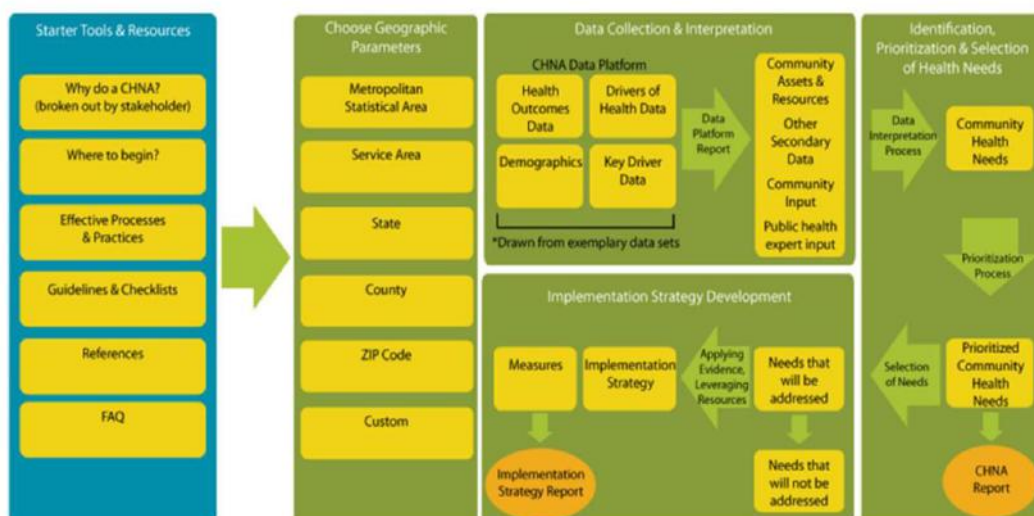 Starter Tools & Resources
Why do a CHNA?
(broken out by stakeholder)
Where to begin?
Effective Processes
& Practices
Guidelines & Checklists
References
FAQ
Choose Geographic
Parameters
Metropolitan
Statistical Area
Service Area
State
County
ZIP Code
Custom
Data Collection & Interpretation
CHNA Data Platform
Health
Outcomes
Data
Drivers of
Health Data
Demographics
Key Driver
Data
*Drawn from exemplary data sets
Data
Platform
Report
Community
Assets &
Resources
Other
Secondary
Data
Community
Input
Public health
expert input
Identification,
Prioritization & Selection
of Health Needs
Data
Interpretation
Process
Community
Health
Needs
Prioritization
Process
Prioritized
Community
Health
Needs
Selection
of Needs
CHNA
Report
Implementation Strategy Development
Needs that
will be
addressed
Needs that
will not be
addressed
Applying
Evidence,
Leveraging
Resources
Implementation
Strategy
Measures
Implementation
Strategy Report